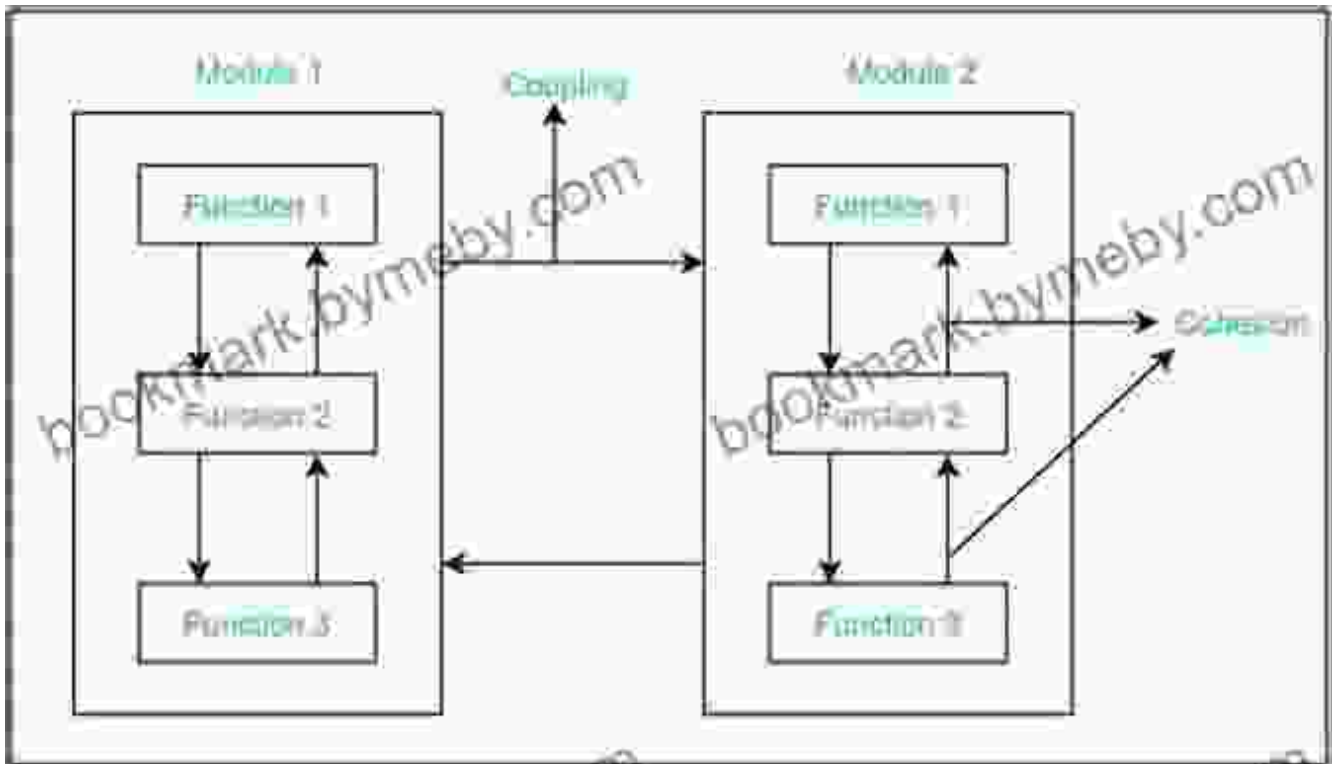 Module 1
Coupling
Module 2
Function 1
Function 1
bookmark.bymeby.com
bookmark.bymeby.com
Cohesion
Function 2
Function 2
Function 3
Function 3